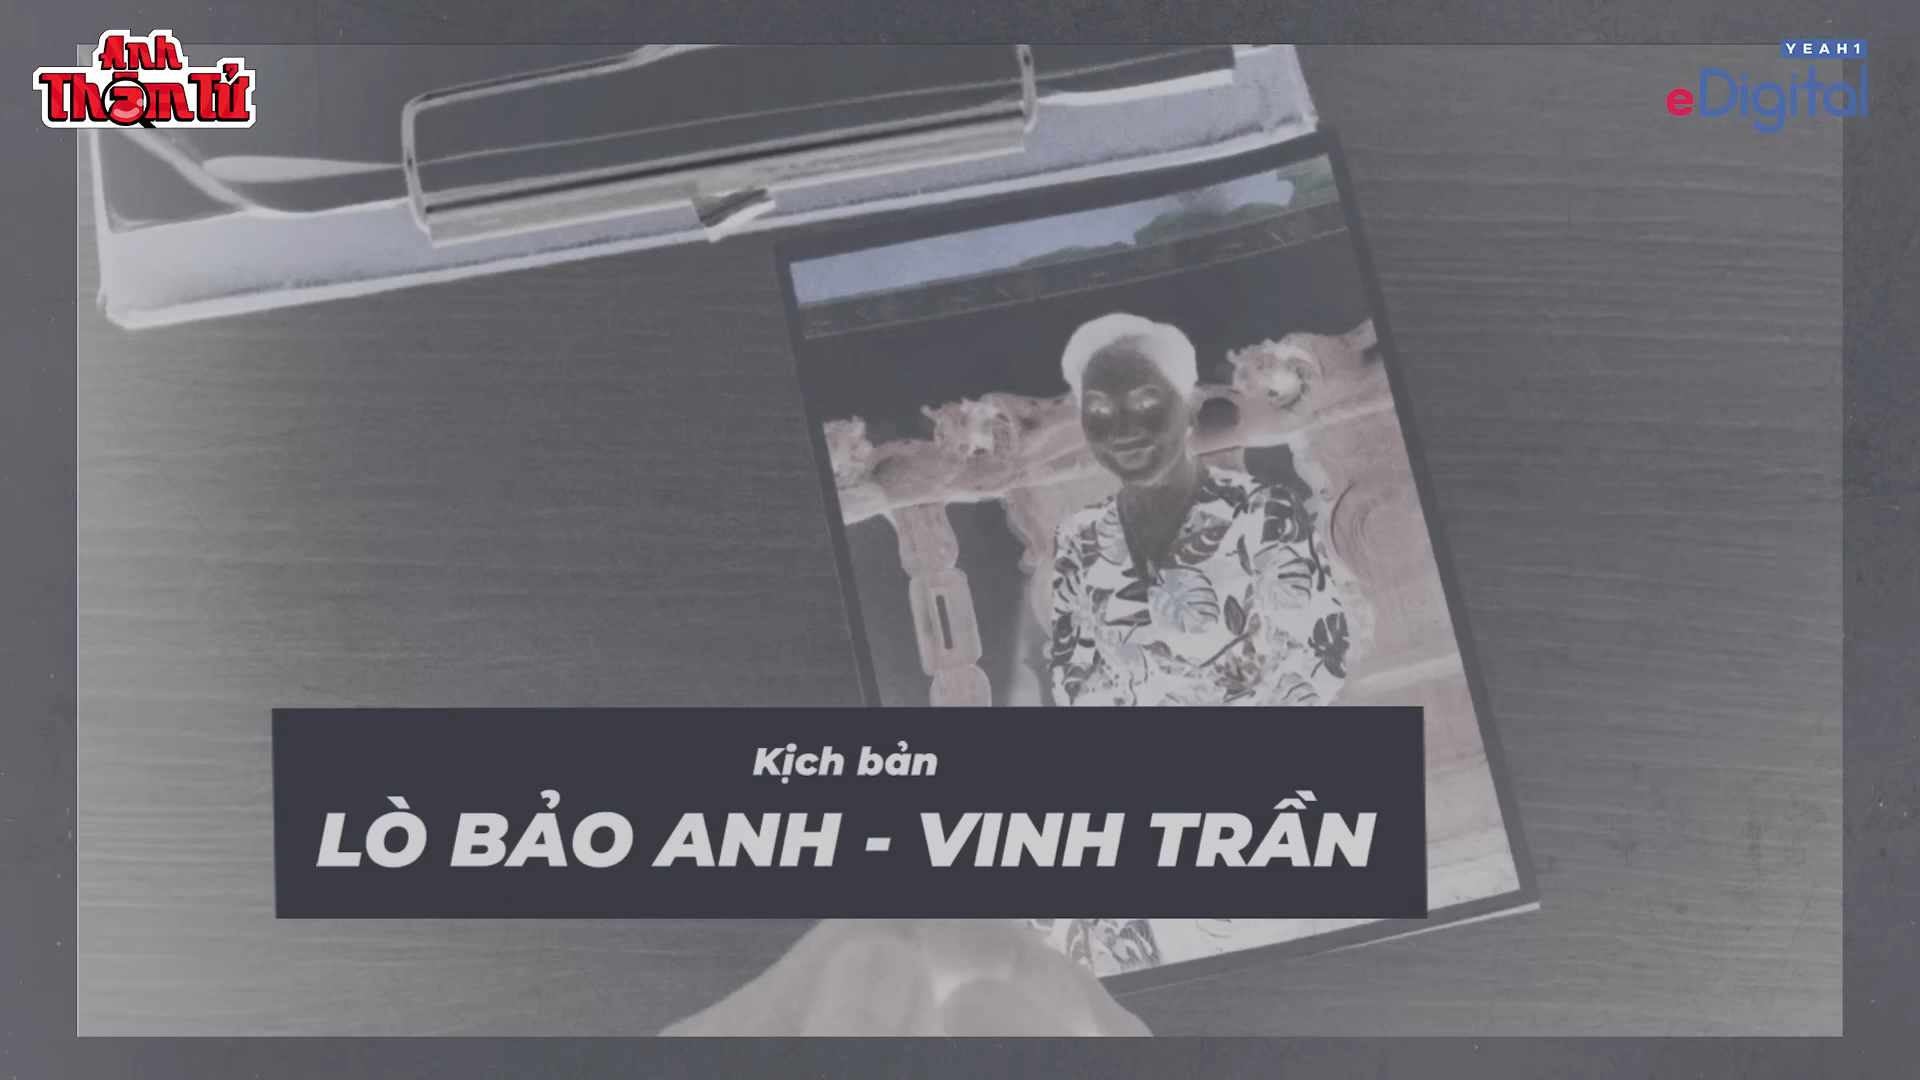 Anh
Thám Tử
YEAH1
eDigital
Kịch bản
LÒ BẢO ANH - VINH TRẦN